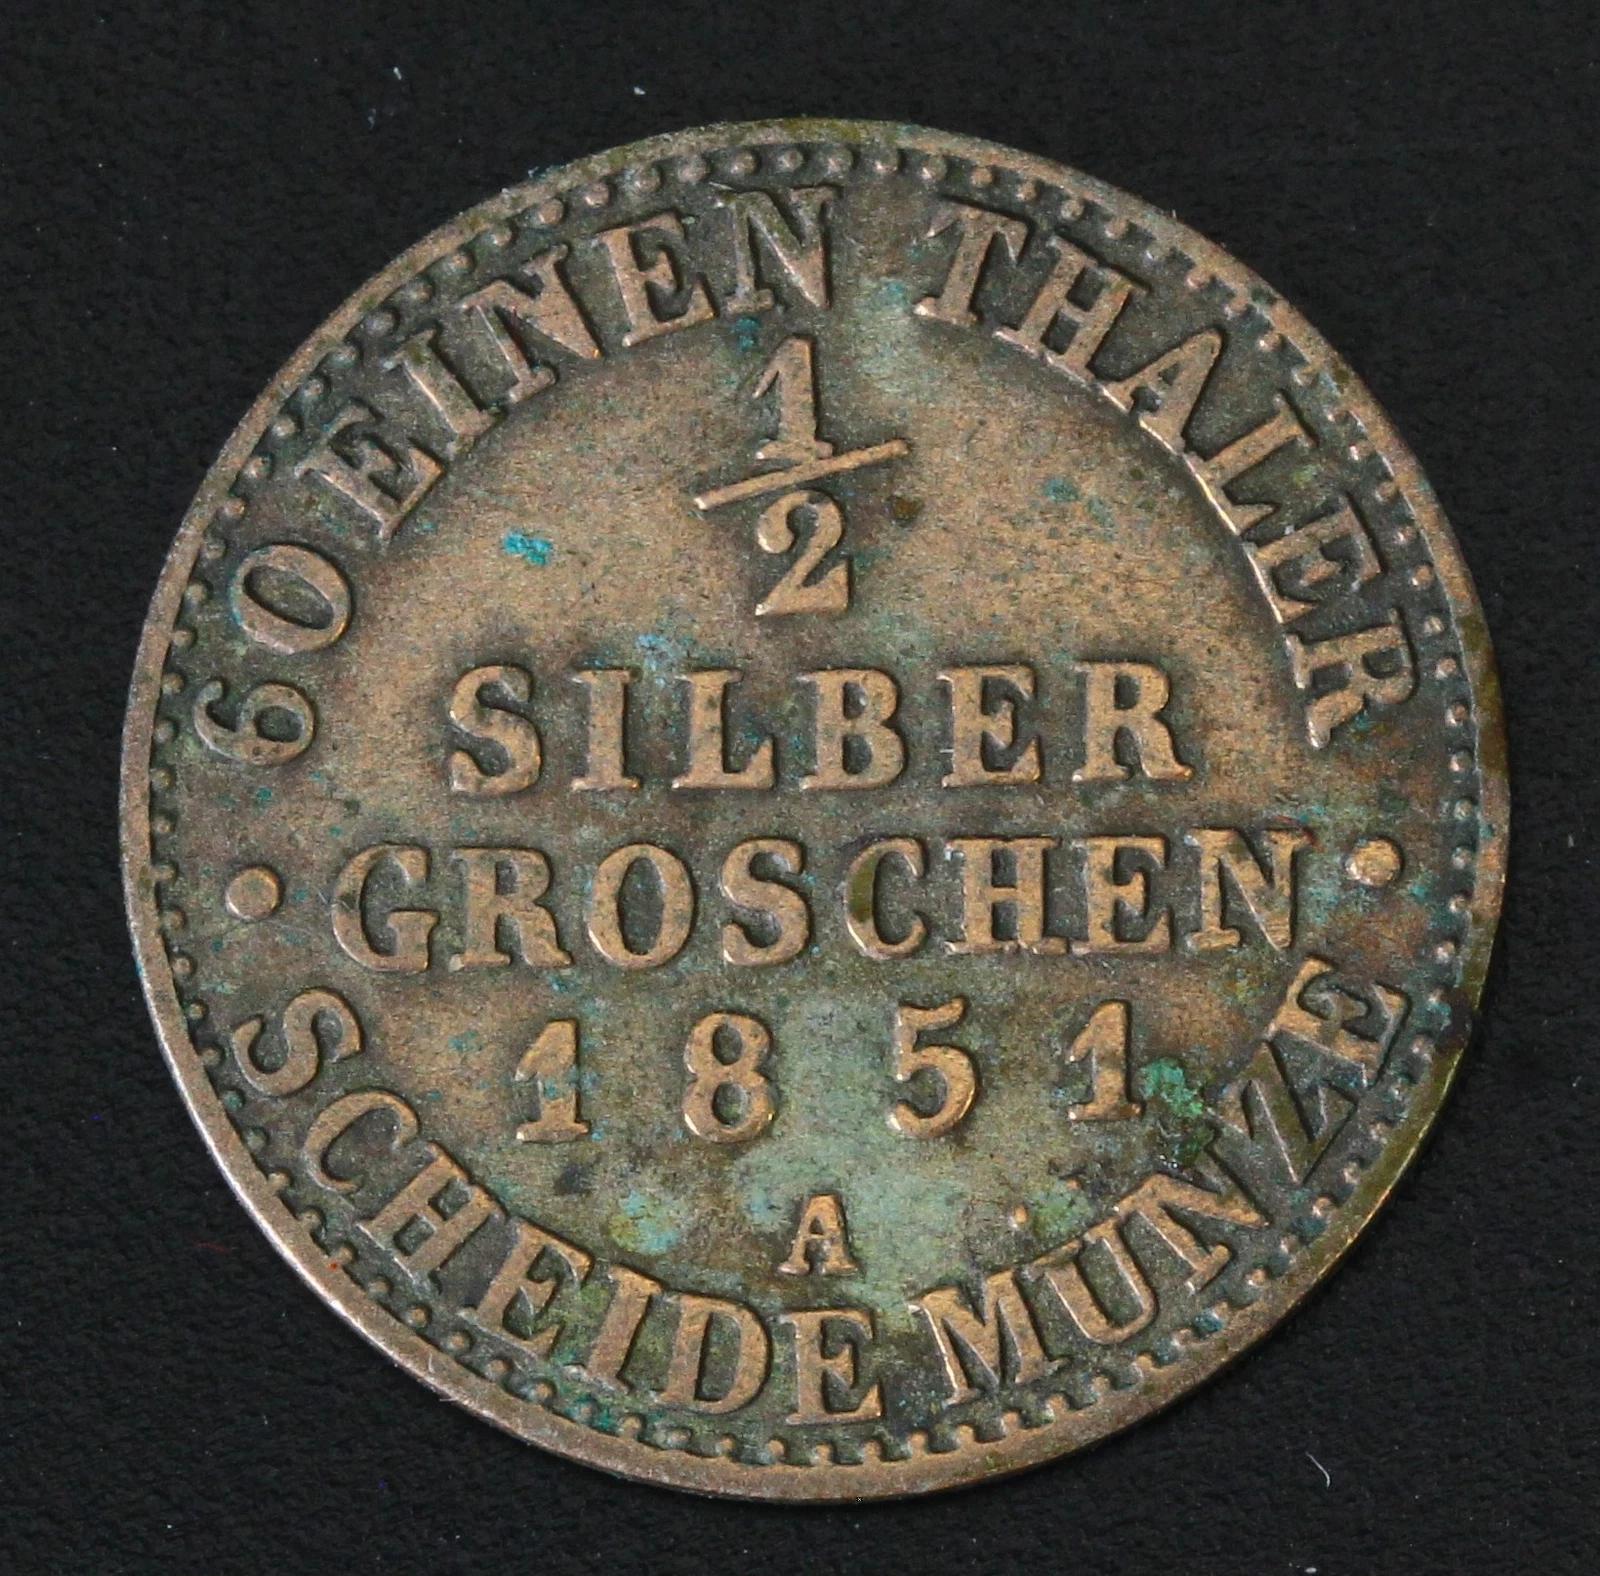 60 EINEN THALER
1/2
SILBER
GROSCHEN
1851
A
SCHEIDE MÜNZE